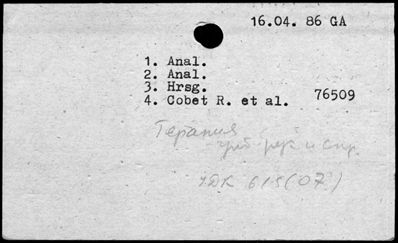 16.04. 86 GA
1. Anal.
2. Anal.
3. Hrsg.
4. Cobet R. et al. 76509
Терапия
УДК 615(07)